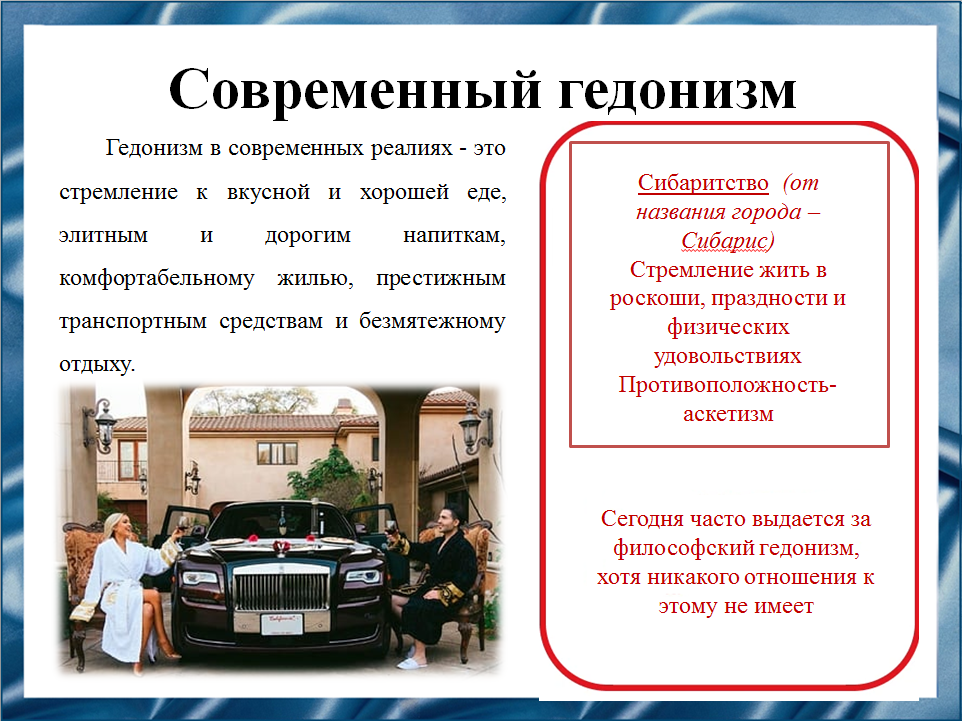 Современный гедонизм
Гедонизм в современных реалиях - это
стремление к вкусной и хорошей еде,
элитным и дорогим напиткам,
комфортабельному жилью, престижным
транспортным средствам и безмятежному
отдыху.
Сибаритство (от
названия города –
Сибарис)
Стремление жить в
роскоши, праздности и
физических
удовольствиях
Противоположность-
аскетизм
Сегодня часто выдается за
философский гедонизм,
хотя никакого отношения к
этому не имеет
California